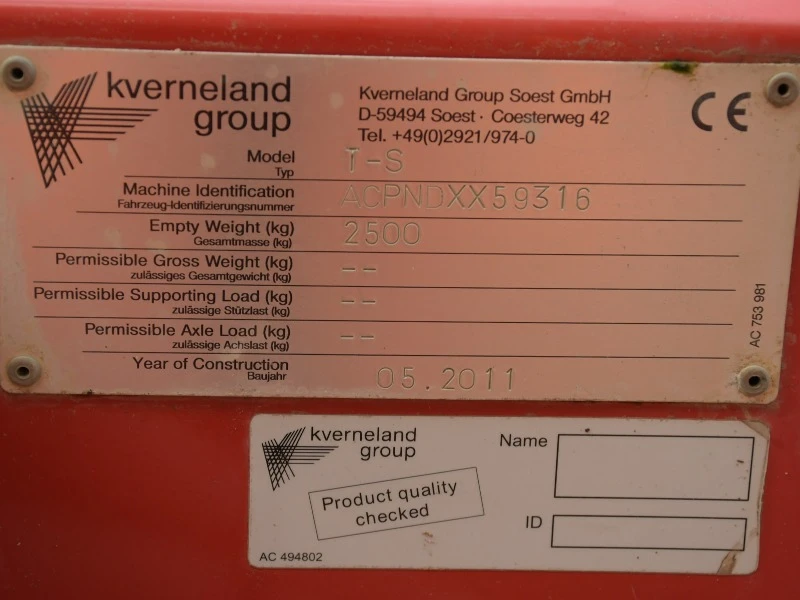 kverneland
group
Kverneland Group Soest GmbH
D-59494 Soest · Coesterweg 42
Tel. +49(0)2921/974-0
CE
Model T-S
Typ
Machine Identification ACPNDXX59316
Fahrzeug-Identifizierungsnummer
Empty Weight (kg) 2500
Gesamtmasse (kg)
Permissible Gross Weight (kg) --
zulässiges Gesamtgewicht (kg)
Permissible Supporting Load (kg) --
zulässige Stützlast (kg)
Permissible Axle Load (kg) --
zulässige Achslast (kg)
Year of Construction 05.2011
Baujahr
AC 753 981
kverneland
group
Product quality
checked
AC 494802
Name
ID